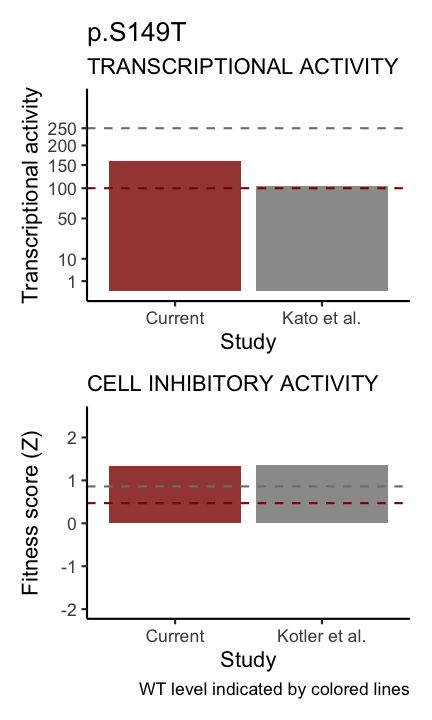 p.S149T
TRANSCRIPTIONAL ACTIVITY
Transcriptional activity
250
200
150
100
50
10
1
Current
Kato et al.
Study
CELL INHIBITORY ACTIVITY
Fitness score (Z)
2
1
0
-1
-2
Current
Kotler et al.
Study
WT level indicated by colored lines